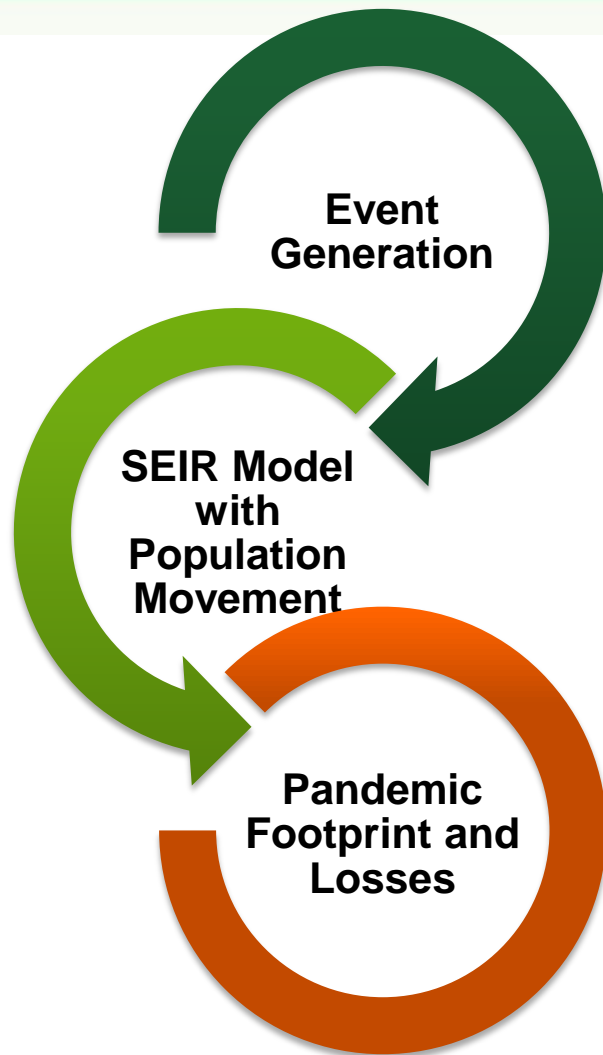 Event
Generation
SEIR Model
with
Population
Movement
Pandemic
Footprint and
Losses